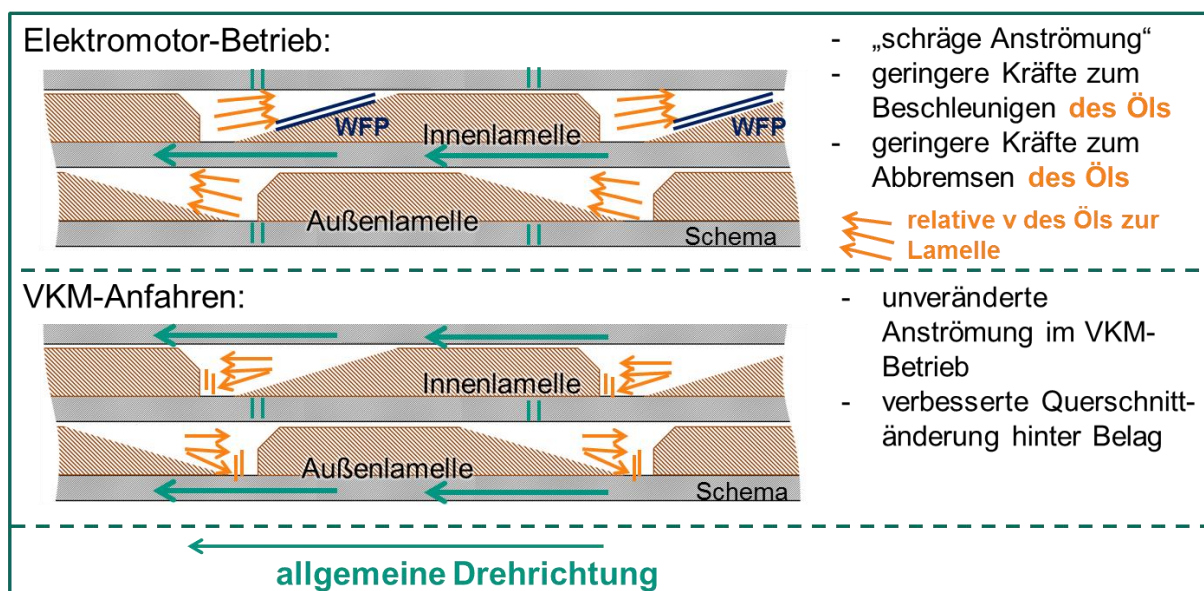 Elektromotor-Betrieb:
WFP
Innenlamelle
WFP
Außenlamelle
Schema
- „schräge Anströmung“
- geringere Kräfte zum
Beschleunigen des Öls
- geringere Kräfte zum
Abbremsen des Öls
relative v des Öls zur
Lamelle
VKM-Anfahren:
Innenlamelle
Außenlamelle
Schema
- unveränderte
Anströmung im VKM-
Betrieb
- verbesserte Querschnitt-
änderung hinter Belag
allgemeine Drehrichtung